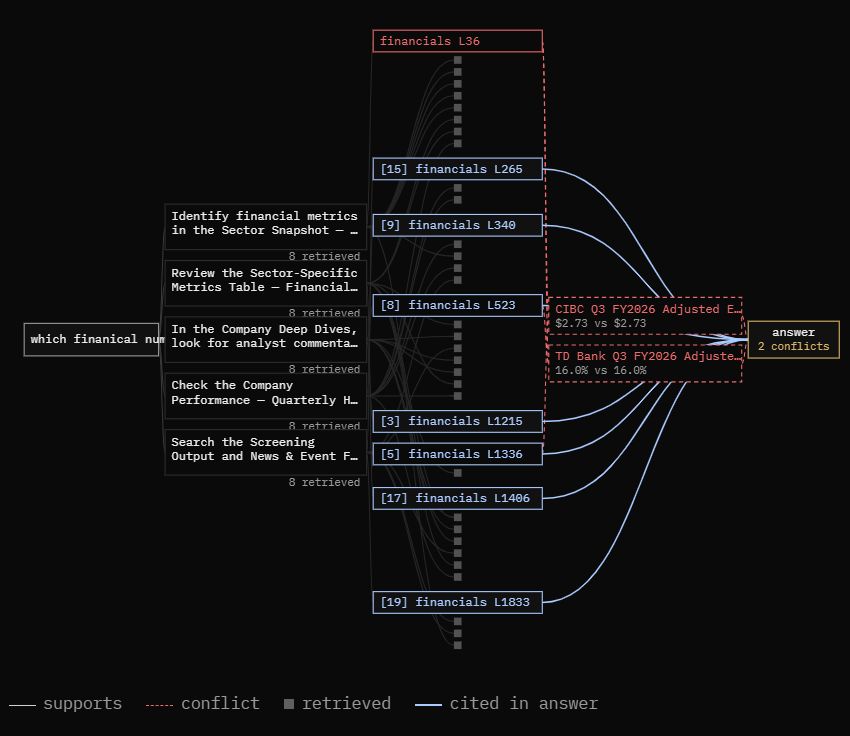 financials L36
[15] financials L265
Identify financial metrics
in the Sector Snapshot — …
8 retrieved
[9] financials L340
Review the Sector-Specific
Metrics Table — Financial…
8 retrieved
[8] financials L523
CIBC Q3 FY2026 Adjusted E…
$2.73 vs $2.73
which finanical num
In the Company Deep Dives,
look for analyst commenta…
8 retrieved
answer
2 conflicts
TD Bank Q3 FY2026 Adjuste…
16.0% vs 16.0%
Check the Company
Performance — Quarterly H…
8 retrieved
[3] financials L1215
Search the Screening
Output and News & Event F…
8 retrieved
[5] financials L1336
[17] financials L1406
[19] financials L1833
supports
conflict
retrieved
cited in answer